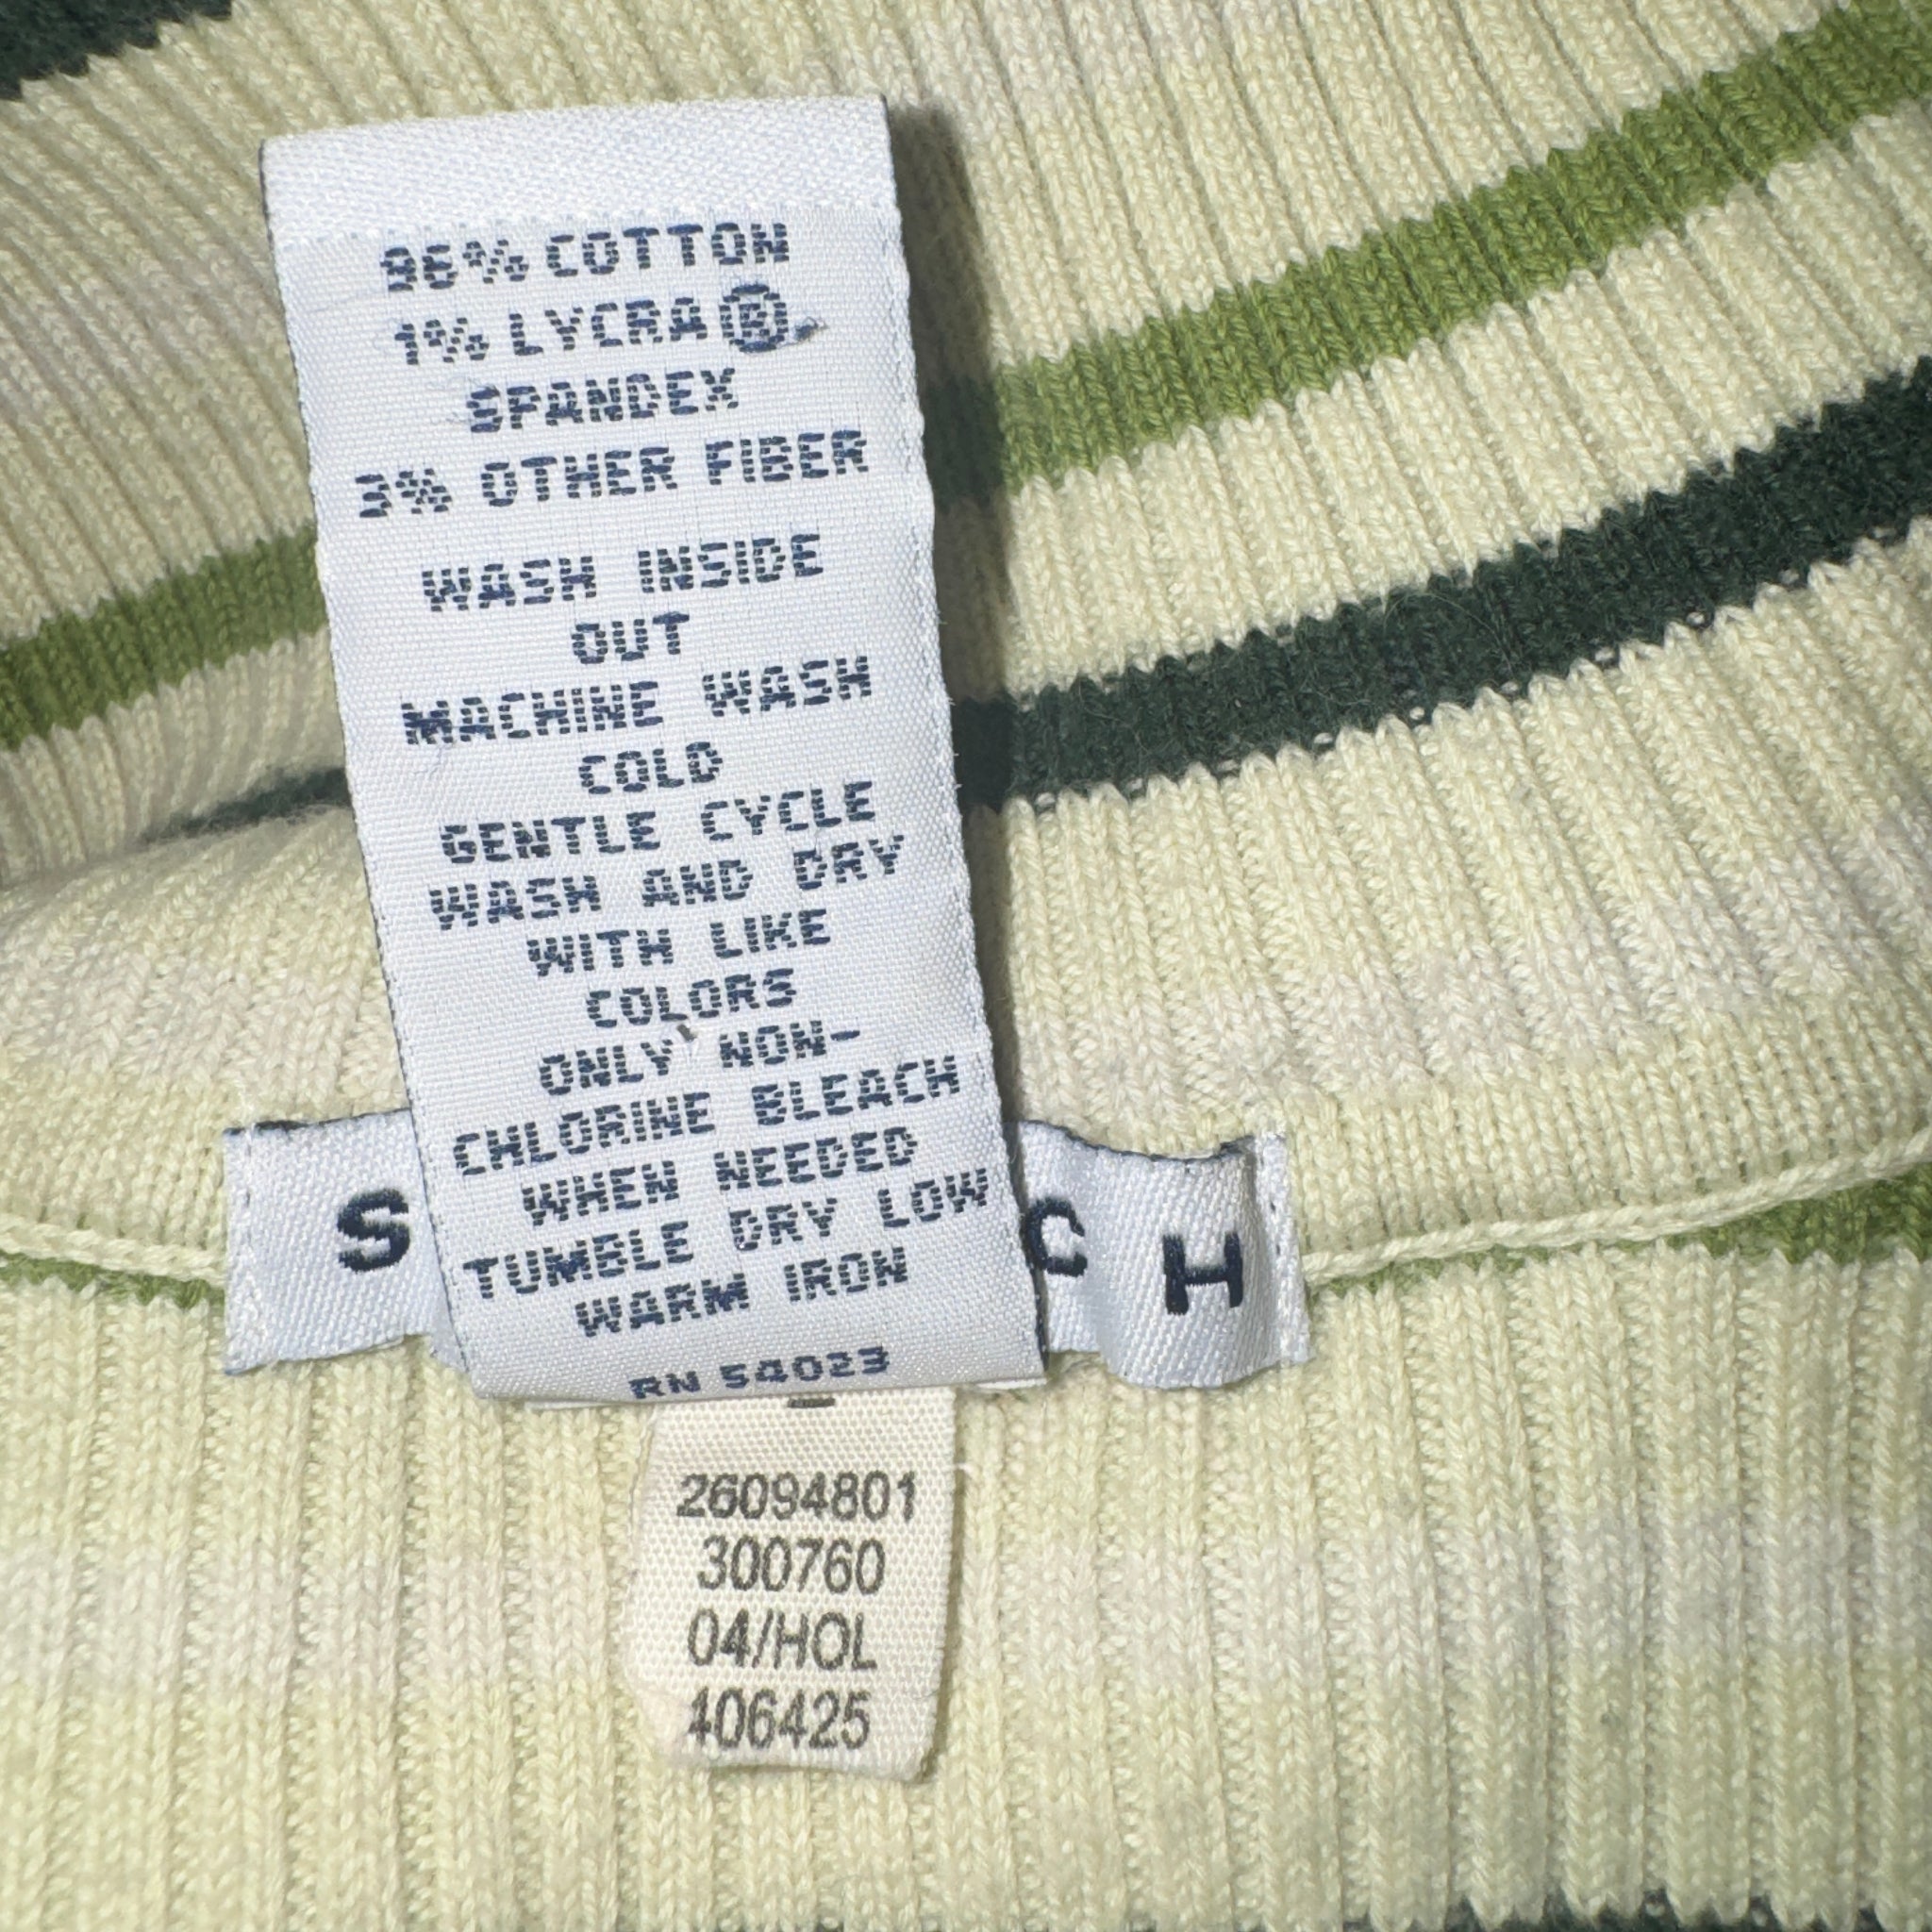 96% COTTON
1% LYCRA®
SPANDEX
3% OTHER FIBER
WASH INSIDE
OUT
MACHINE WASH
COLD
GENTLE CYCLE
WASH AND DRY
WITH LIKE
COLORS
ONLY NON-
CHLORINE BLEACH
WHEN NEEDED
TUMBLE DRY LOW
WARM IRON
RN 54023
S
C H
26094801
300760
04/HOL
406425